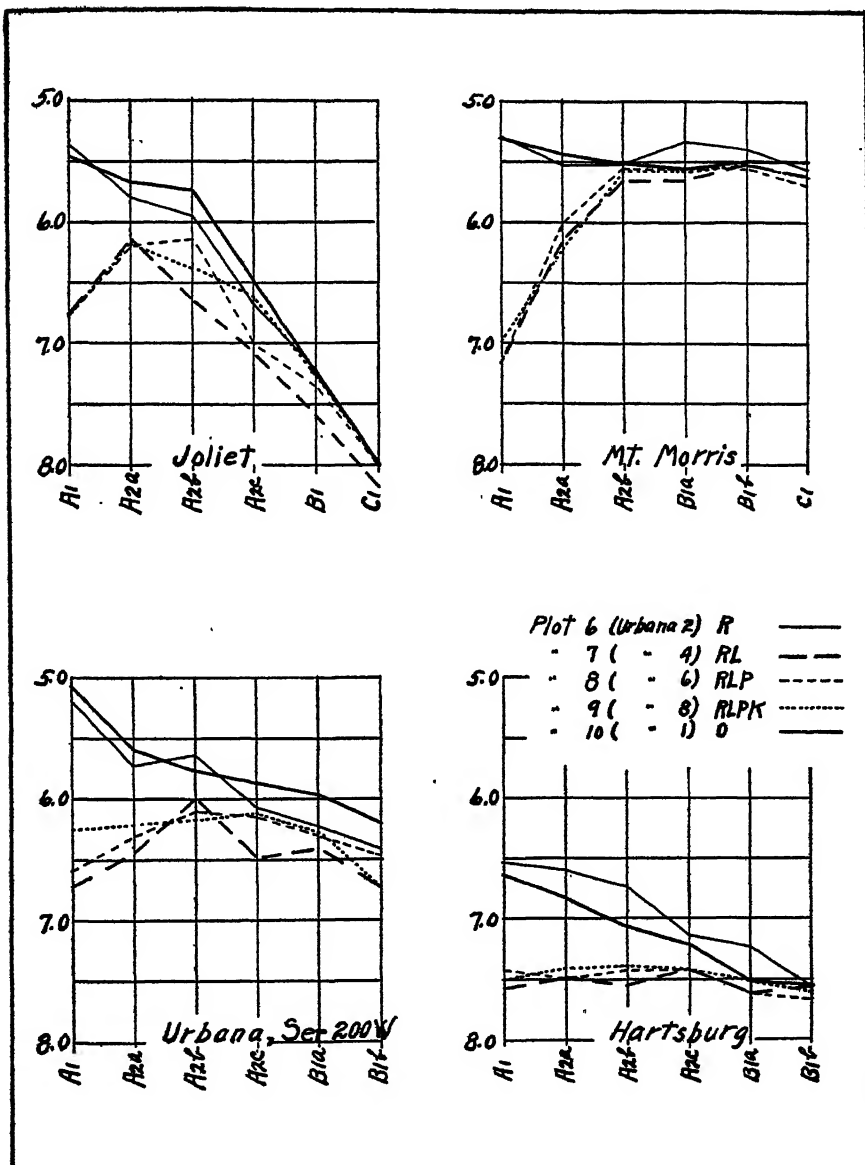 5.0
6.0
7.0
8.0
Joliet
A1 A2a A2b A2c B1 C1
5.0
6.0
7.0
8.0
Mt. Morris
A1 A2a A2b B1a B1b C1
Plot 6 (Urbana 2) R
" 7 ( " 4) RL
" 8 ( " 6) RLP
" 9 ( " 8) RLPK
" 10 ( " 1) O
5.0
6.0
7.0
8.0
Urbana, Ser 200 W
A1 A2a A2b A2c B1a B1b
5.0
6.0
7.0
8.0
Hartsburg
A1 A2a A2b A2c B1a B1b